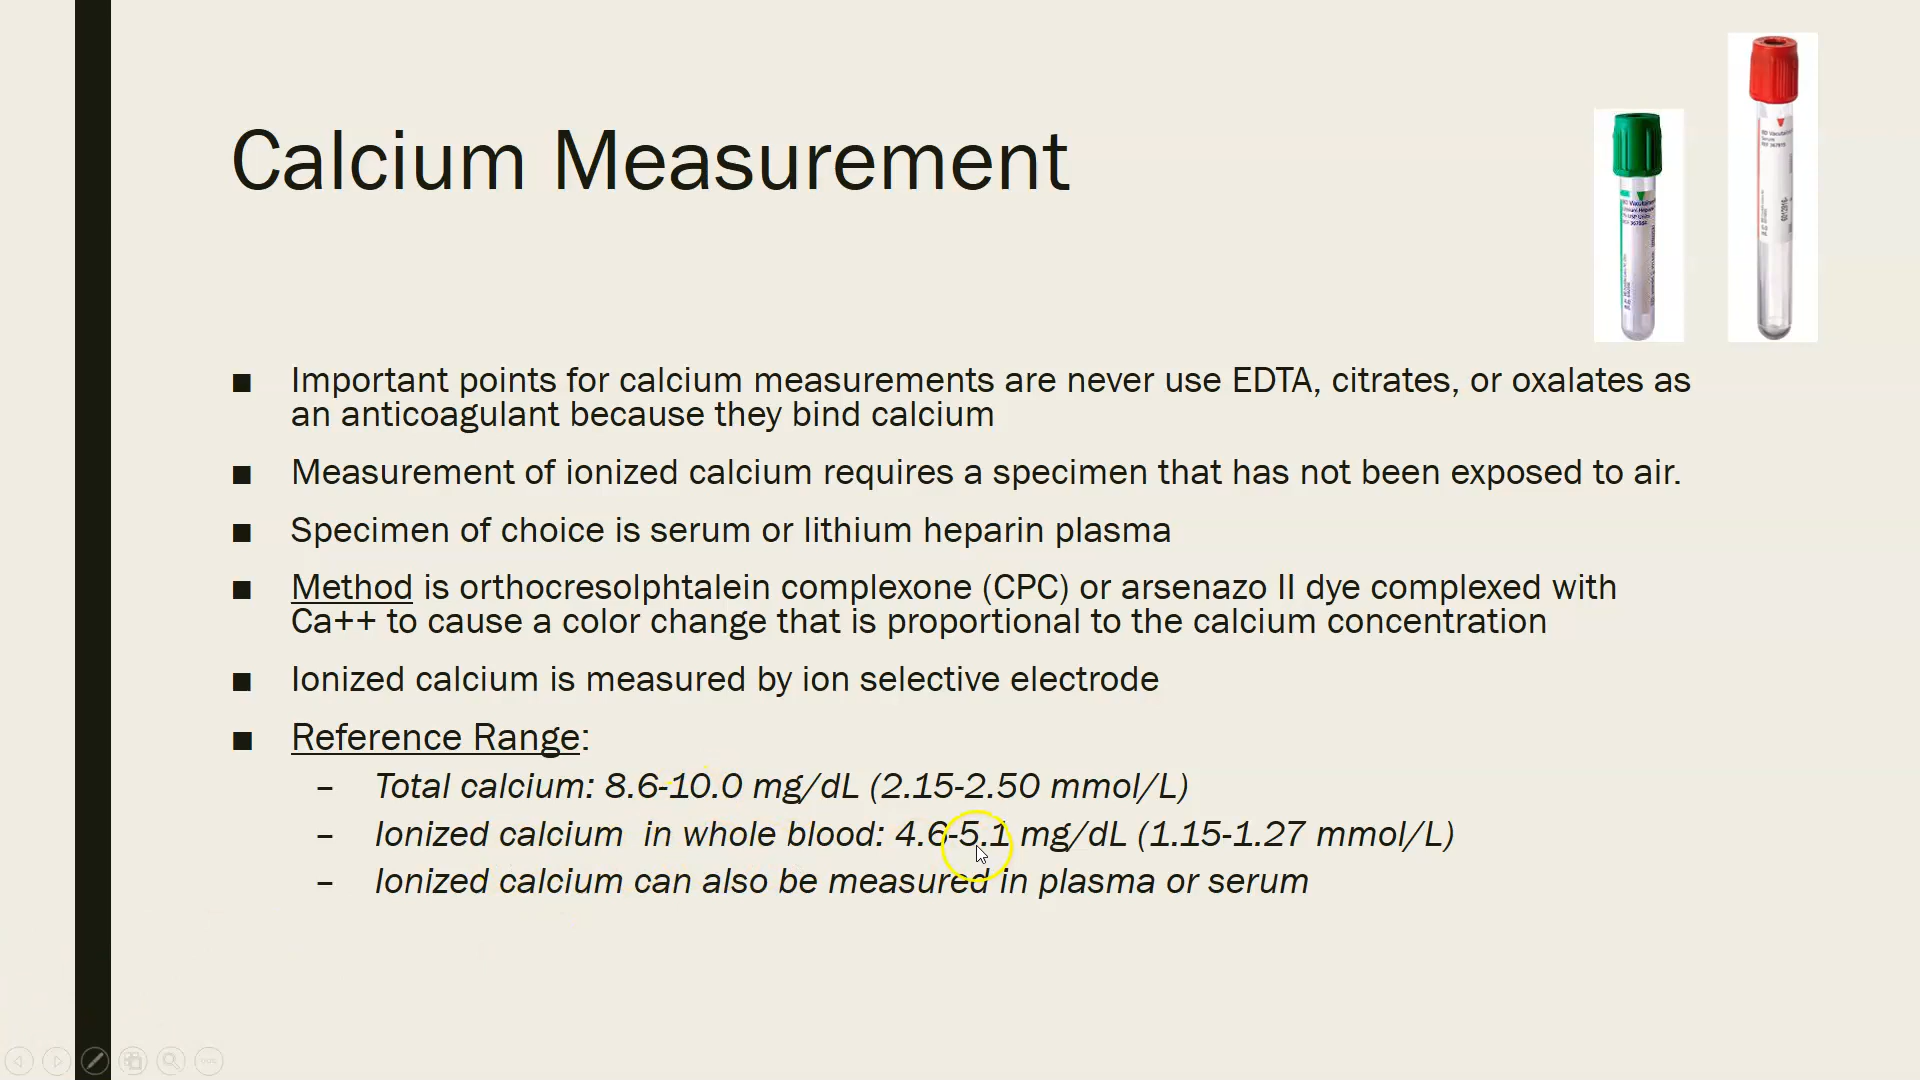 Calcium Measurement
■ Important points for calcium measurements are never use EDTA, citrates, or oxalates as
an anticoagulant because they bind calcium
■ Measurement of ionized calcium requires a specimen that has not been exposed to air.
■ Specimen of choice is serum or lithium heparin plasma
■ Method is orthocresolphtalein complexone (CPC) or arsenazo II dye complexed with
Ca++ to cause a color change that is proportional to the calcium concentration
■ Ionized calcium is measured by ion selective electrode
■ Reference Range:
– Total calcium: 8.6-10.0 mg/dL (2.15-2.50 mmol/L)
– Ionized calcium in whole blood: 4.6-5.1 mg/dL (1.15-1.27 mmol/L)
– Ionized calcium can also be measured in plasma or serum